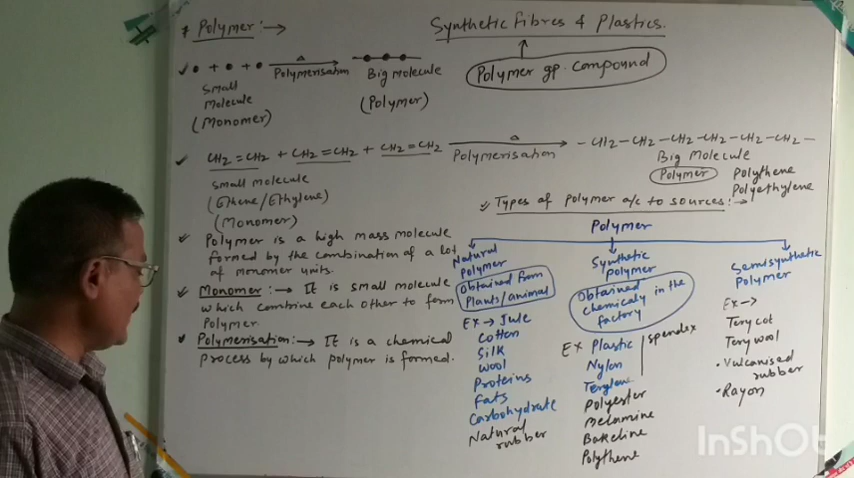 * Polymer :→
Synthetic Fibres & Plastics.
Polymer gp. compound
• + • + •
△
Polymerisation
Small
Molecule
(Monomer)
Big Molecule
(Polymer)
CH2=CH2 + CH2=CH2 + CH2=CH2
△
Polymerisation
- CH2-CH2-CH2-CH2-CH2-CH2-
small molecule
(Ethene/Ethylene)
(Monomer)
Big Molecule
Polymer Polythene
Polyethylene
Polymer is a high mass molecule
formed by the combination of a lot
of monomer units.
Monomer :→ It is small molecule
which combine each other to form
Polymer.
Polymerisation :→ It is a chemical
process by which polymer is formed.
Types of Polymer a/c to sources :→
Polymer
Natural
Polymer
Obtained from
Plants/animal
Ex → Jute
Cotton
Silk
Wool
Proteins
Fats
Carbohydrate
Natural
rubber
Synthetic
polymer
Obtained
chemically in the
factory
Ex Plastic
Nylon
Terylene
Polyester
Melamine
Bakeline
Polythene
spendex
Semisynthetic
Polymer
Ex →
Terycot
Terywool
• Vulcanised
rubber
• Rayon
InShOt